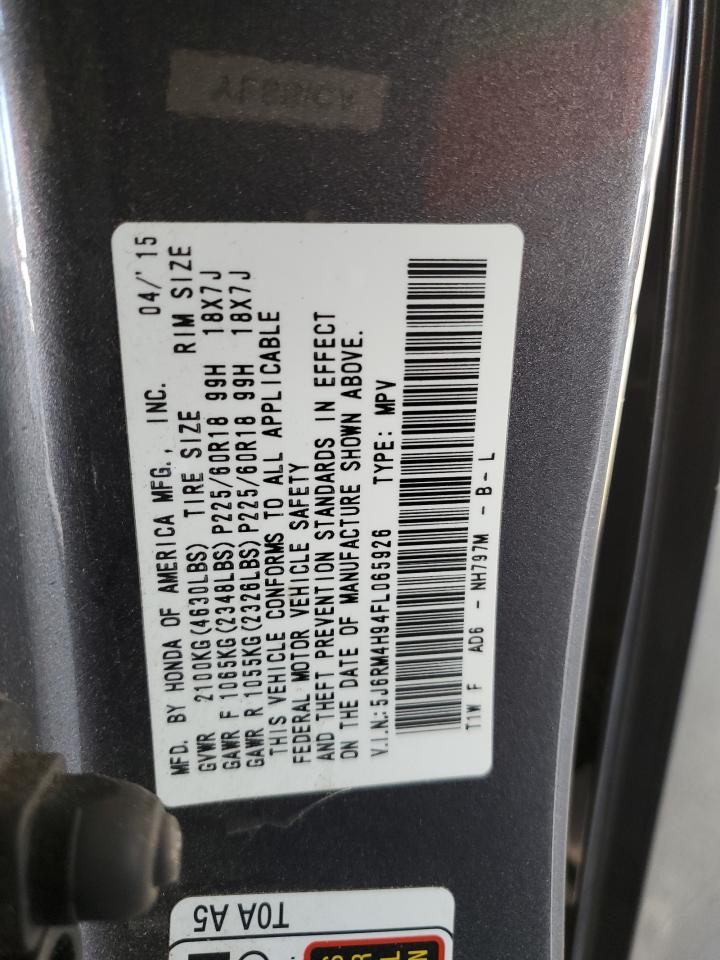 MFD. BY HONDA OF AMERICA MFG., INC. 04/'15
GVWR 2100KG(4630LBS) TIRE SIZE RIM SIZE
GAWR F 1065KG(2348LBS)P225/60R18 99H 18X7J
GAWR R 1055KG(2326LBS)P225/60R18 99H 18X7J
THIS VEHICLE CONFORMS TO ALL APPLICABLE
FEDERAL MOTOR VEHICLE SAFETY
AND THEFT PREVENTION STANDARDS IN EFFECT
ON THE DATE OF MANUFACTURE SHOWN ABOVE.
V.I.N.:5J6RM4H94FL065926 TYPE: MPV
T1W F AD6 - NH797M - B - L
T0A A5